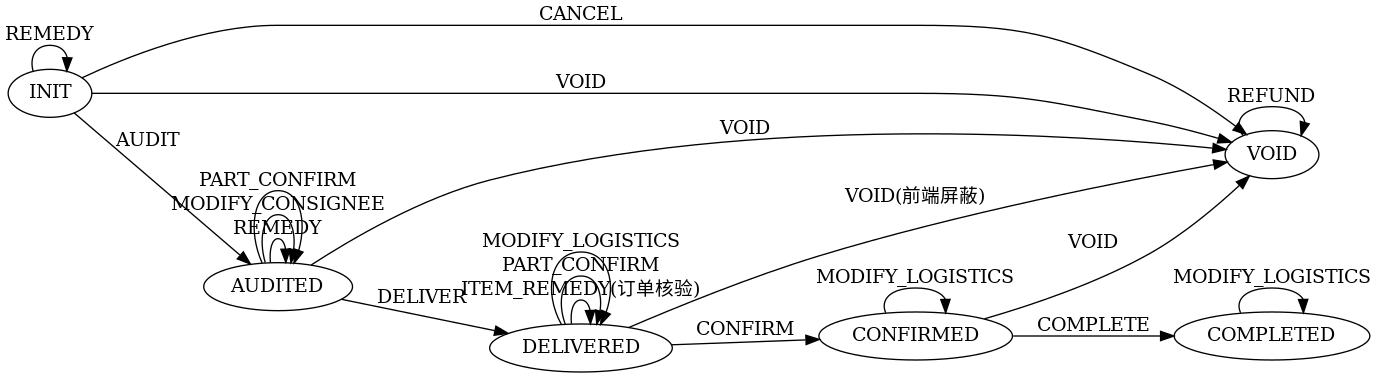 CANCEL
REMEDY
INIT
VOID
REFUND
AUDIT
VOID
VOID
PART_CONFIRM
MODIFY_CONSIGNEE
REMEDY
VOID(前端屏蔽)
AUDITED
MODIFY_LOGISTICS
PART_CONFIRM
ITEM_REMEDY(订单核验)
VOID
DELIVER
MODIFY_LOGISTICS
MODIFY_LOGISTICS
DELIVERED
CONFIRM
CONFIRMED
COMPLETE
COMPLETED